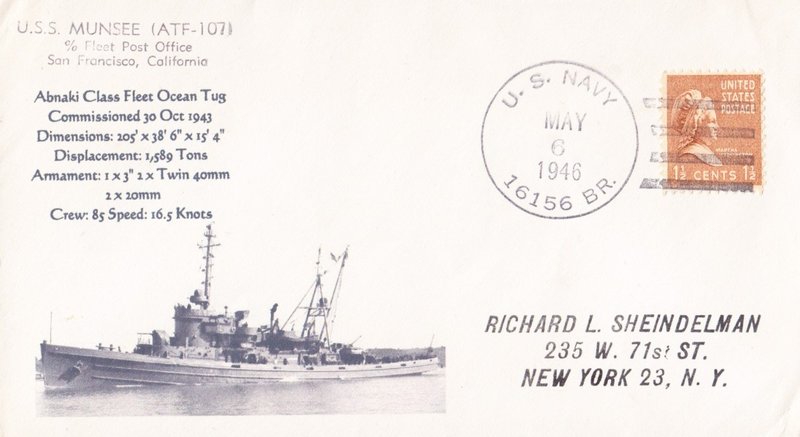 U.S.S. MUNSEE (ATF-107)
% Fleet Post Office
San Francisco, California
Abnaki Class Fleet Ocean Tug
Commissioned 30 Oct 1943
Dimensions: 205' x 38' 6" x 15' 4"
Displacement: 1,589 Tons
Armament: 1 x 3" 2 x Twin 40mm
2 x 20mm
Crew: 85 Speed: 16.5 Knots
U. S. NAVY
MAY
6
1946
16156 BR.
UNITED
STATES
POSTAGE
1½ CENTS 1½
RICHARD L. SHEINDELMAN
235 W. 71st ST.
NEW YORK 23, N. Y.